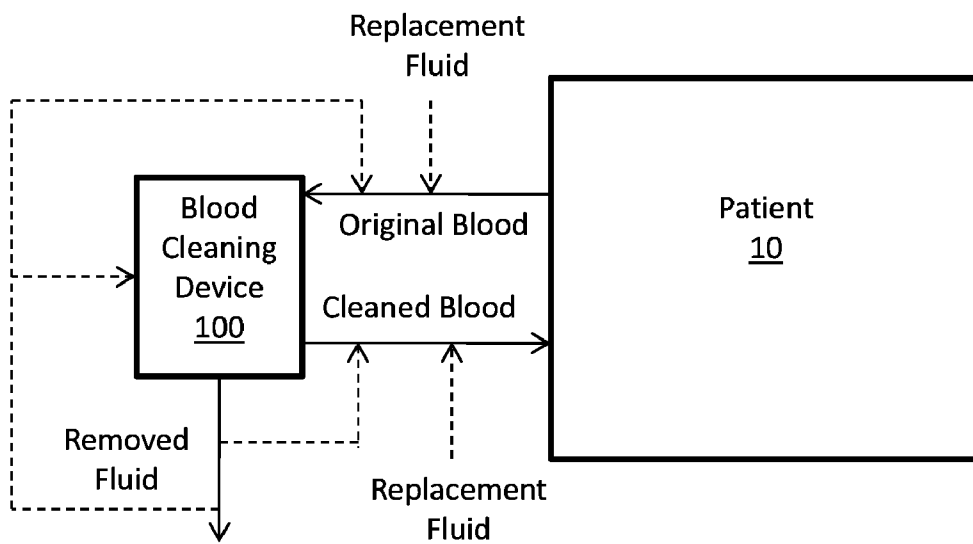 Replacement
Fluid
Blood
Cleaning
Device
100
Original Blood
Patient
10
Cleaned Blood
Removed
Fluid
Replacement
Fluid